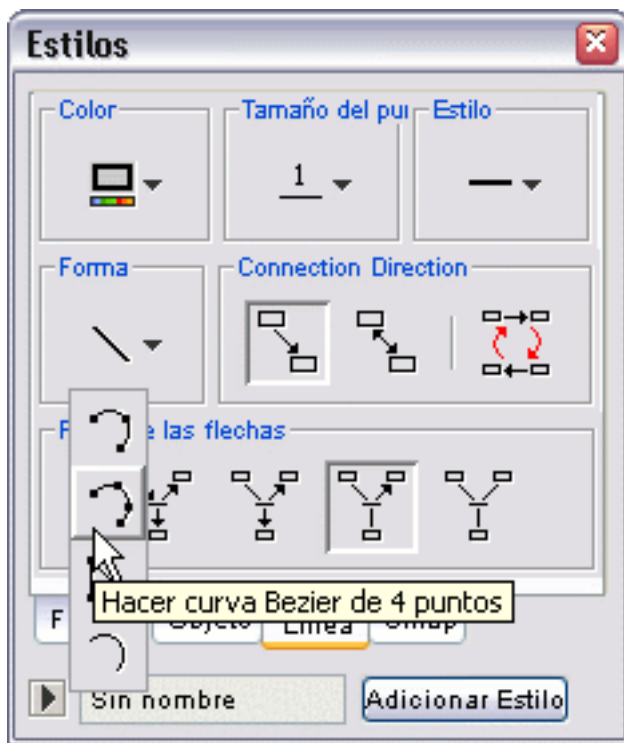 Estilos
Color
Tamaño del pu
Estilo
1
Forma
Connection Direction
e las flechas
Hacer curva Bezier de 4 puntos
Objeto
Línea
Sin nombre
Adicionar Estilo